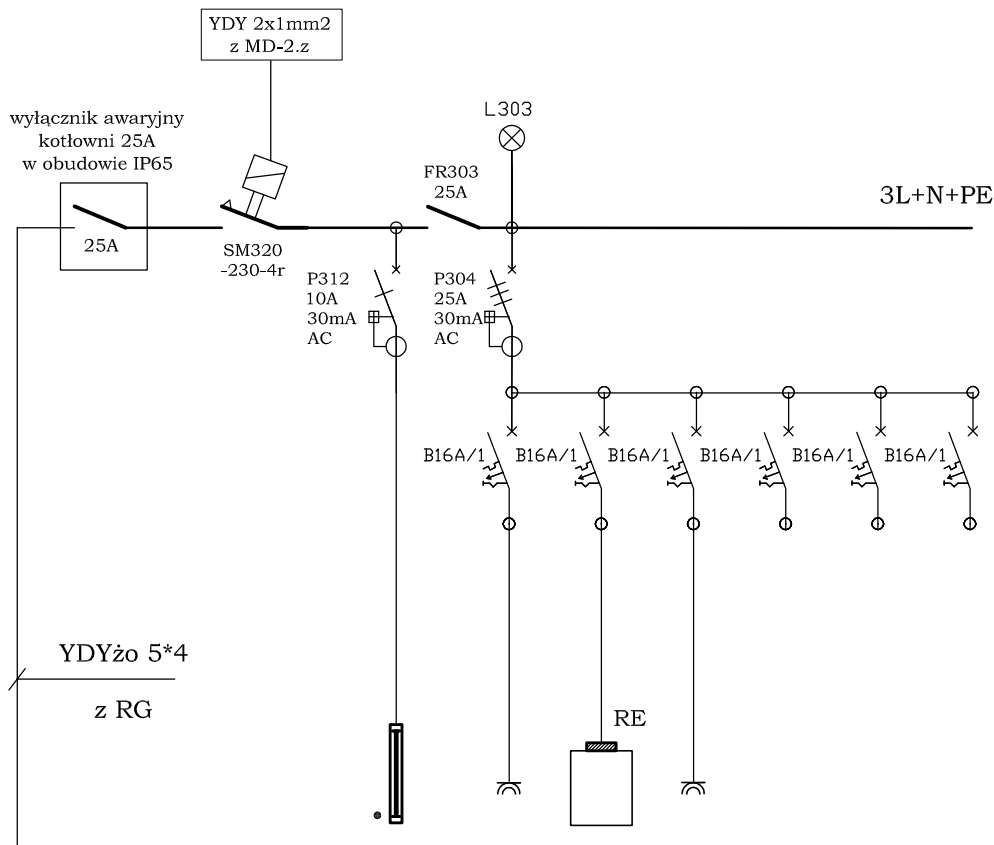 YDY 2x1mm2
z MD-2.z
wyłącznik awaryjny
kotłowni 25A
w obudowie IP65
25A
SM320
-230-4r
L303
FR303
25A
3L+N+PE
P312
10A
30mA
AC
P304
25A
30mA
AC
B16A/1
B16A/1
B16A/1
B16A/1
B16A/1
B16A/1
YDYżo 5*4
z RG
RE